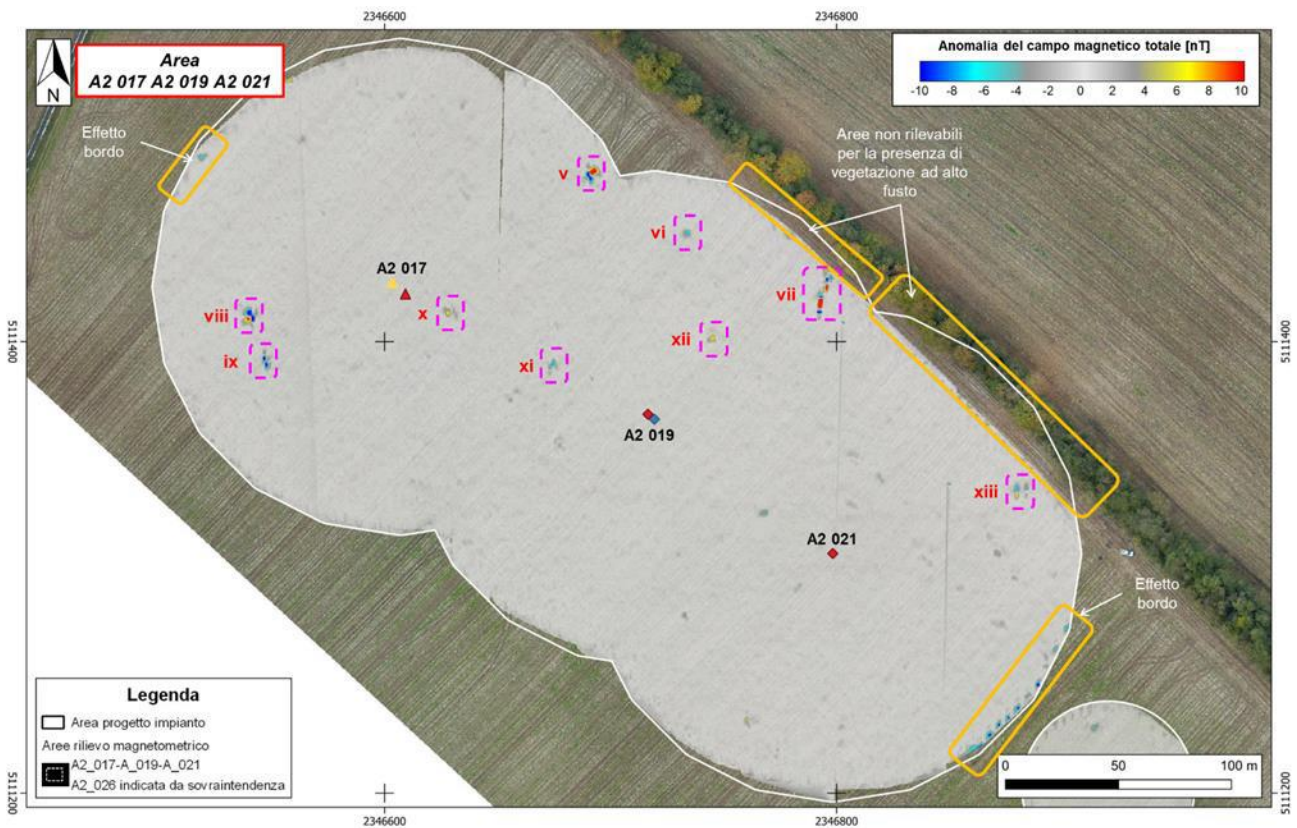 2346600
2346800
Area
A2 017 A2 019 A2 021
N
Anomalia del campo magnetico totale [nT]
-10 -8 -6 -4 -2 0 2 4 6 8 10
Effetto
bordo
Aree non rilevabili
per la presenza di
vegetazione ad alto
fusto
v
vi
A2 017
vii
viii
x
xii
5111400
5111400
ix
xi
A2 019
xiii
A2 021
Effetto
bordo
Legenda
Area progetto impianto
Aree rilievo magnetometrico
A2_017-A_019-A_021
A2_026 indicata da sovraintendenza
0 50 100 m
5111200
5111200
2346600
2346800